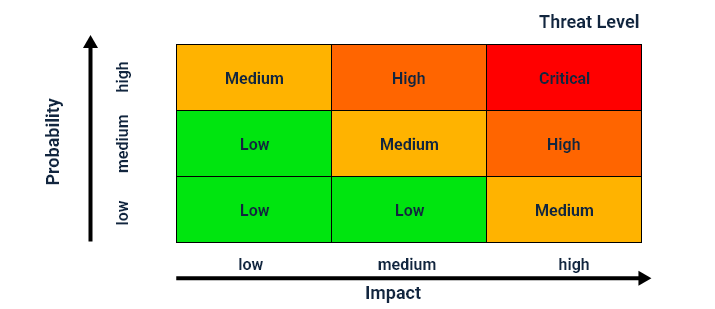 Threat Level
Probability
high
Medium
High
Critical
medium
Low
Medium
High
low
Low
Low
Medium
low
medium
high
Impact